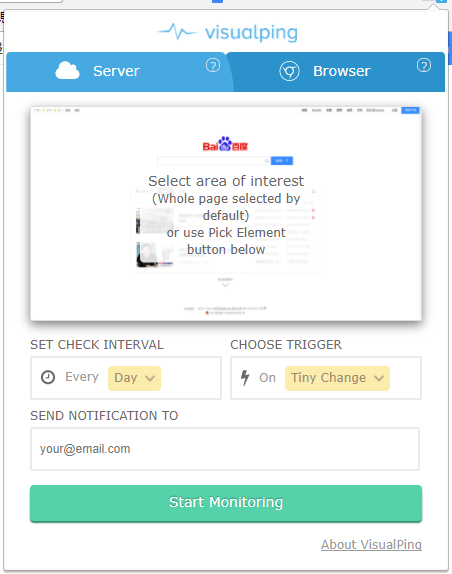 visualping
Server ?
Browser ?
Bai 百度
Select area of interest
(Whole page selected by
default)
or use Pick Element
button below
SET CHECK INTERVAL
Every Day
CHOOSE TRIGGER
On Tiny Change
SEND NOTIFICATION TO
your@email.com
Start Monitoring
About VisualPing